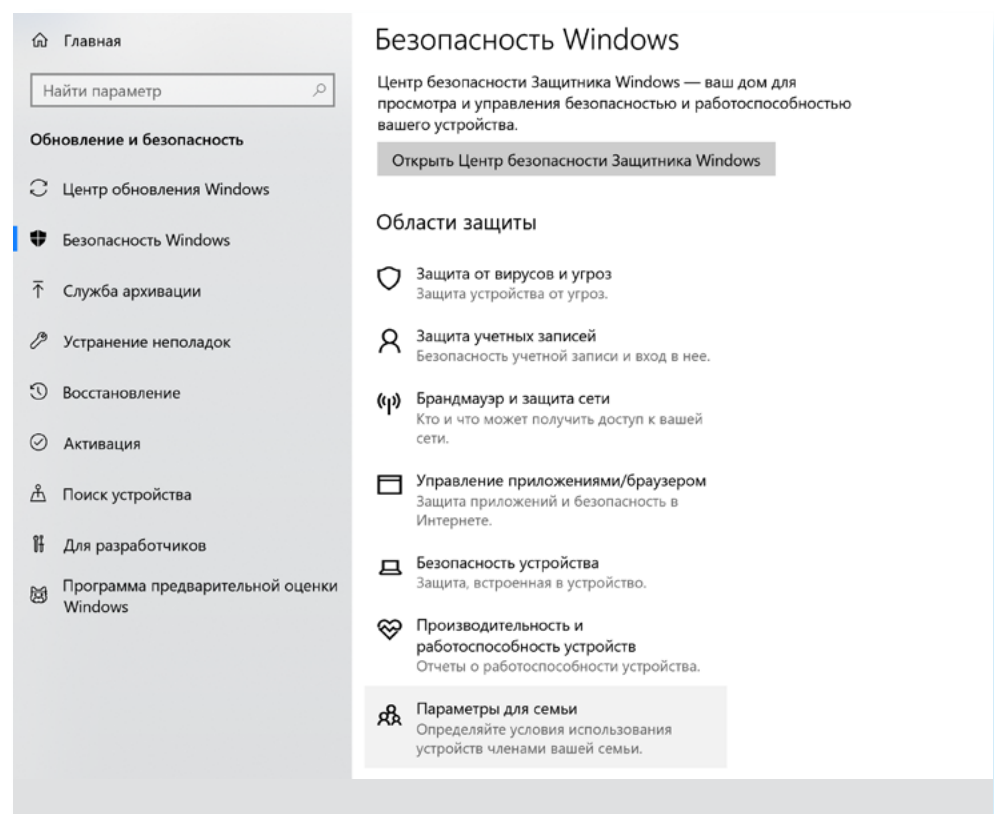 Главная
Найти параметр
Обновление и безопасность
Центр обновления Windows
Безопасность Windows
Служба архивации
Устранение неполадок
Восстановление
Активация
Поиск устройства
Для разработчиков
Программа предварительной оценки
Windows
Безопасность Windows
Центр безопасности Защитника Windows — ваш дом для
просмотра и управления безопасностью и работоспособностью
вашего устройства.
Открыть Центр безопасности Защитника Windows
Области защиты
Защита от вирусов и угроз
Защита устройства от угроз.
Защита учетных записей
Безопасность учетной записи и вход в нее.
Брандмауэр и защита сети
Кто и что может получить доступ к вашей
сети.
Управление приложениями/браузером
Защита приложений и безопасность в
Интернете.
Безопасность устройства
Защита, встроенная в устройство.
Производительность и
работоспособность устройств
Отчеты о работоспособности устройства.
Параметры для семьи
Определяйте условия использования
устройств членами вашей семьи.